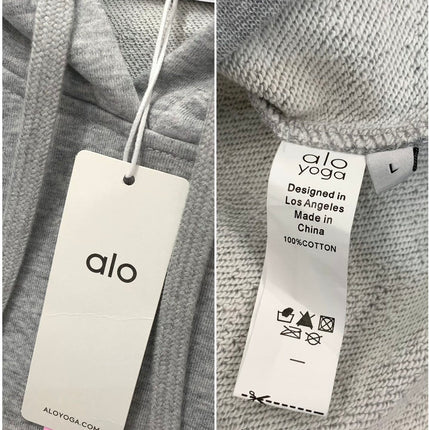 alo
ALOYOGA.COM
alo
yoga
L
Designed in
Los Angeles
Made in
China
100%COTTON